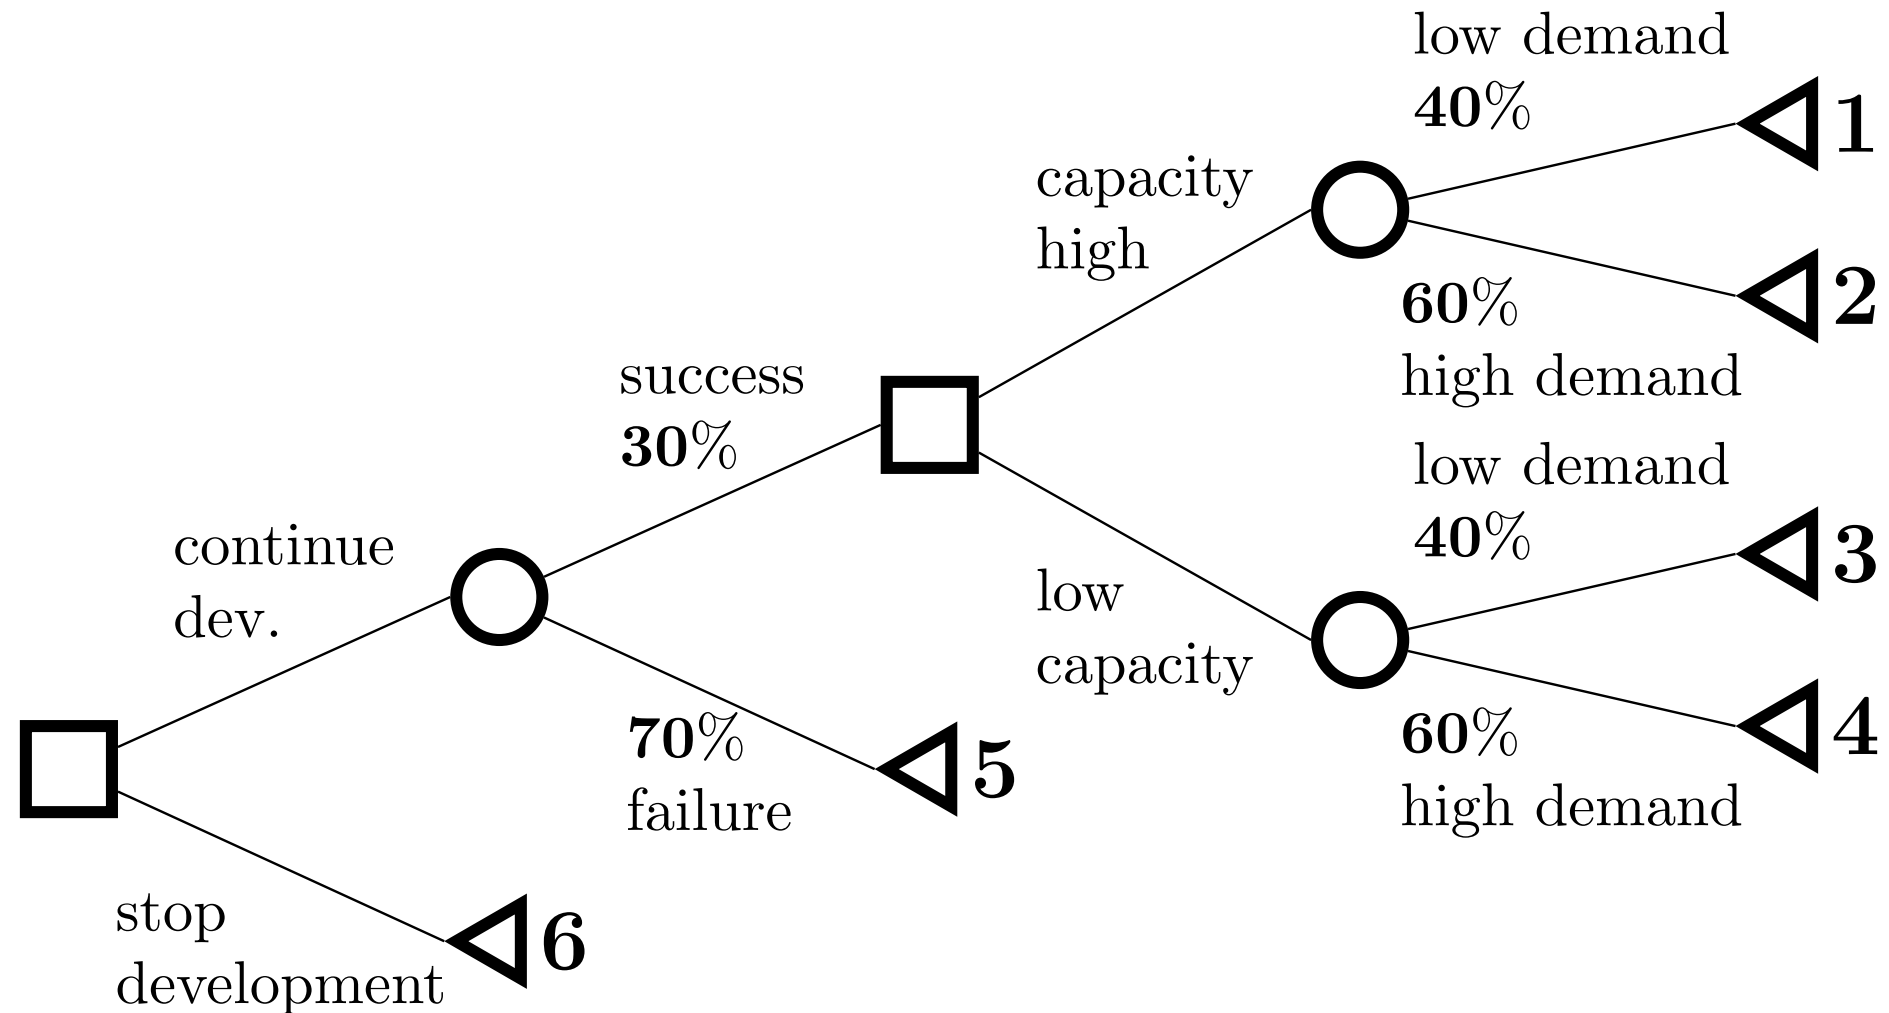 low demand
40%
1
capacity
high
2
60%
high demand
success
30%
low demand
40%
3
continue
dev.
low
capacity
70%
failure
5
4
60%
high demand
stop
development
6